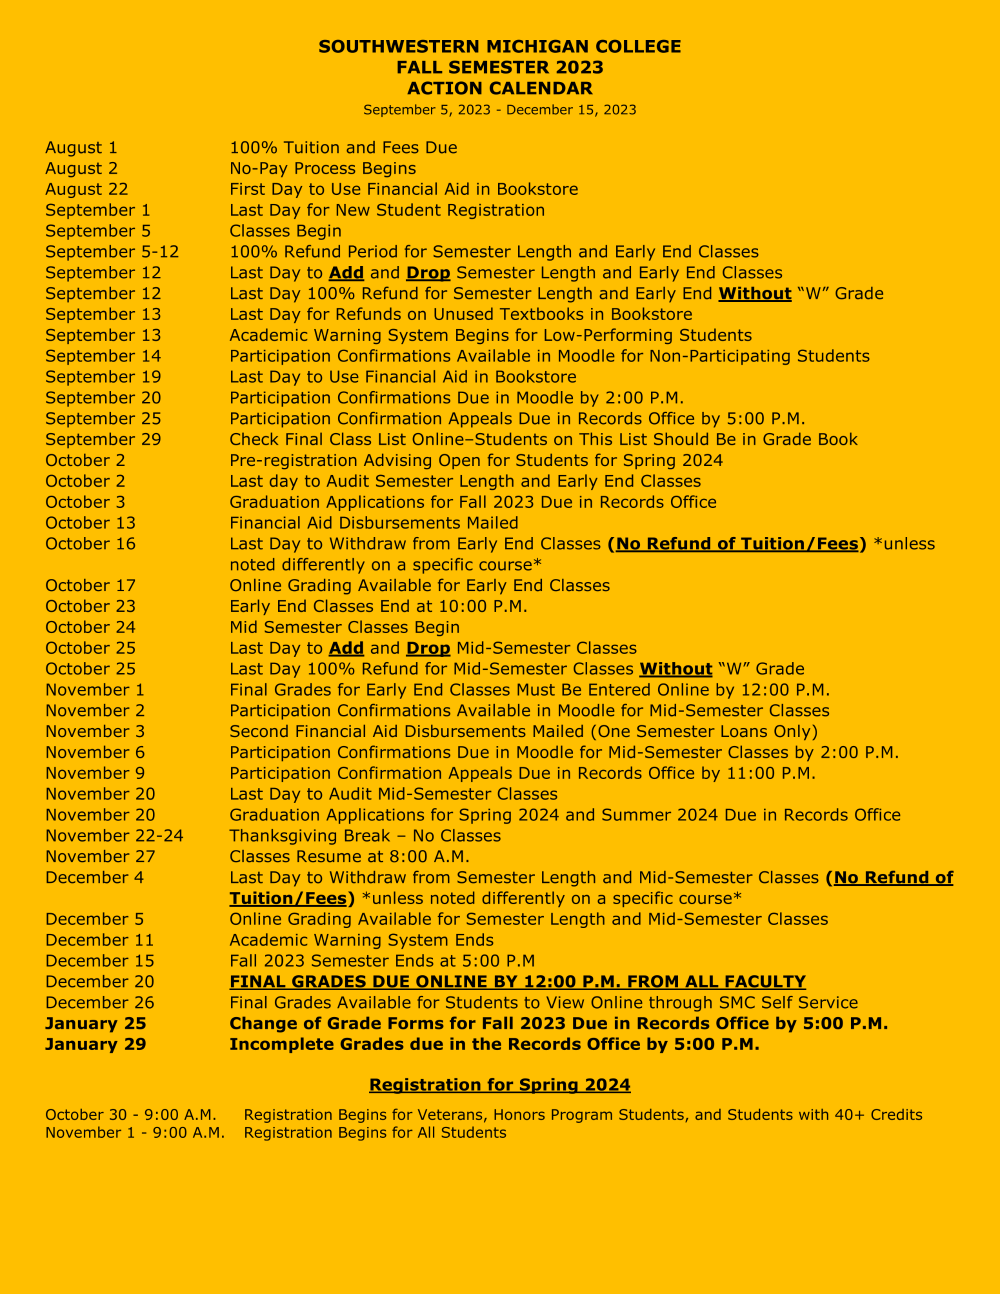 SOUTHWESTERN MICHIGAN COLLEGE
FALL SEMESTER 2023
ACTION CALENDAR
September 5, 2023 - December 15, 2023
August 1 100% Tuition and Fees Due
August 2 No-Pay Process Begins
August 22 First Day to Use Financial Aid in Bookstore
September 1 Last Day for New Student Registration
September 5 Classes Begin
September 5-12 100% Refund Period for Semester Length and Early End Classes
September 12 Last Day to Add and Drop Semester Length and Early End Classes
September 12 Last Day 100% Refund for Semester Length and Early End Without “W” Grade
September 13 Last Day for Refunds on Unused Textbooks in Bookstore
September 13 Academic Warning System Begins for Low-Performing Students
September 14 Participation Confirmations Available in Moodle for Non-Participating Students
September 19 Last Day to Use Financial Aid in Bookstore
September 20 Participation Confirmations Due in Moodle by 2:00 P.M.
September 25 Participation Confirmation Appeals Due in Records Office by 5:00 P.M.
September 29 Check Final Class List Online–Students on This List Should Be in Grade Book
October 2 Pre-registration Advising Open for Students for Spring 2024
October 2 Last day to Audit Semester Length and Early End Classes
October 3 Graduation Applications for Fall 2023 Due in Records Office
October 13 Financial Aid Disbursements Mailed
October 16 Last Day to Withdraw from Early End Classes (No Refund of Tuition/Fees) *unless
noted differently on a specific course*
October 17 Online Grading Available for Early End Classes
October 23 Early End Classes End at 10:00 P.M.
October 24 Mid Semester Classes Begin
October 25 Last Day to Add and Drop Mid-Semester Classes
October 25 Last Day 100% Refund for Mid-Semester Classes Without “W” Grade
November 1 Final Grades for Early End Classes Must Be Entered Online by 12:00 P.M.
November 2 Participation Confirmations Available in Moodle for Mid-Semester Classes
November 3 Second Financial Aid Disbursements Mailed (One Semester Loans Only)
November 6 Participation Confirmations Due in Moodle for Mid-Semester Classes by 2:00 P.M.
November 9 Participation Confirmation Appeals Due in Records Office by 11:00 P.M.
November 20 Last Day to Audit Mid-Semester Classes
November 20 Graduation Applications for Spring 2024 and Summer 2024 Due in Records Office
November 22-24 Thanksgiving Break – No Classes
November 27 Classes Resume at 8:00 A.M.
December 4 Last Day to Withdraw from Semester Length and Mid-Semester Classes (No Refund of
Tuition/Fees) *unless noted differently on a specific course*
December 5 Online Grading Available for Semester Length and Mid-Semester Classes
December 11 Academic Warning System Ends
December 15 Fall 2023 Semester Ends at 5:00 P.M
December 20 FINAL GRADES DUE ONLINE BY 12:00 P.M. FROM ALL FACULTY
December 26 Final Grades Available for Students to View Online through SMC Self Service
January 25 Change of Grade Forms for Fall 2023 Due in Records Office by 5:00 P.M.
January 29 Incomplete Grades due in the Records Office by 5:00 P.M.
Registration for Spring 2024
October 30 - 9:00 A.M. Registration Begins for Veterans, Honors Program Students, and Students with 40+ Credits
November 1 - 9:00 A.M. Registration Begins for All Students